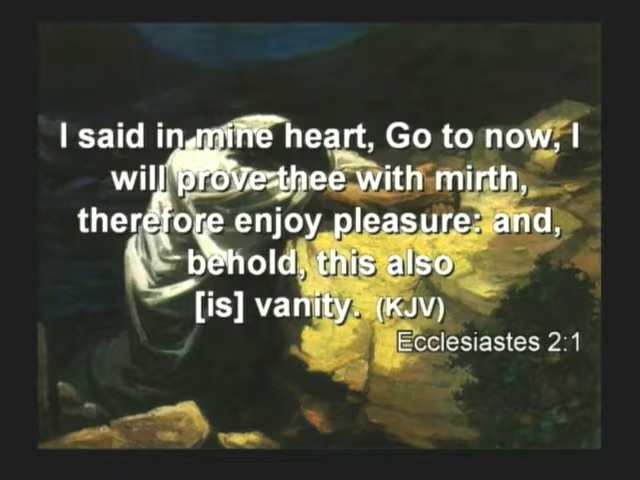 I said in mine heart, Go to now, I
will prove thee with mirth,
therefore enjoy pleasure: and,
behold, this also
[is] vanity. (KJV)
Ecclesiastes 2:1